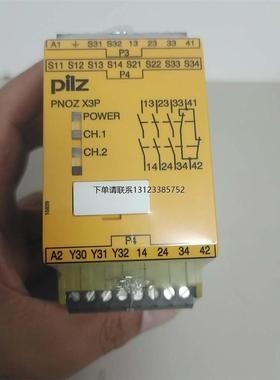 A1 ⏚ S31 S32 13 23 33 41
P3
S11 S12 S13 S14 S21 S22 S33 S34
P4
pilz
PNOZ X3P
13 23 33 41
POWER
CH.1
CH.2
14 24 34 42
下单请联系13123385752
P1
A2 Y30 Y31 Y32 14 24 34 42